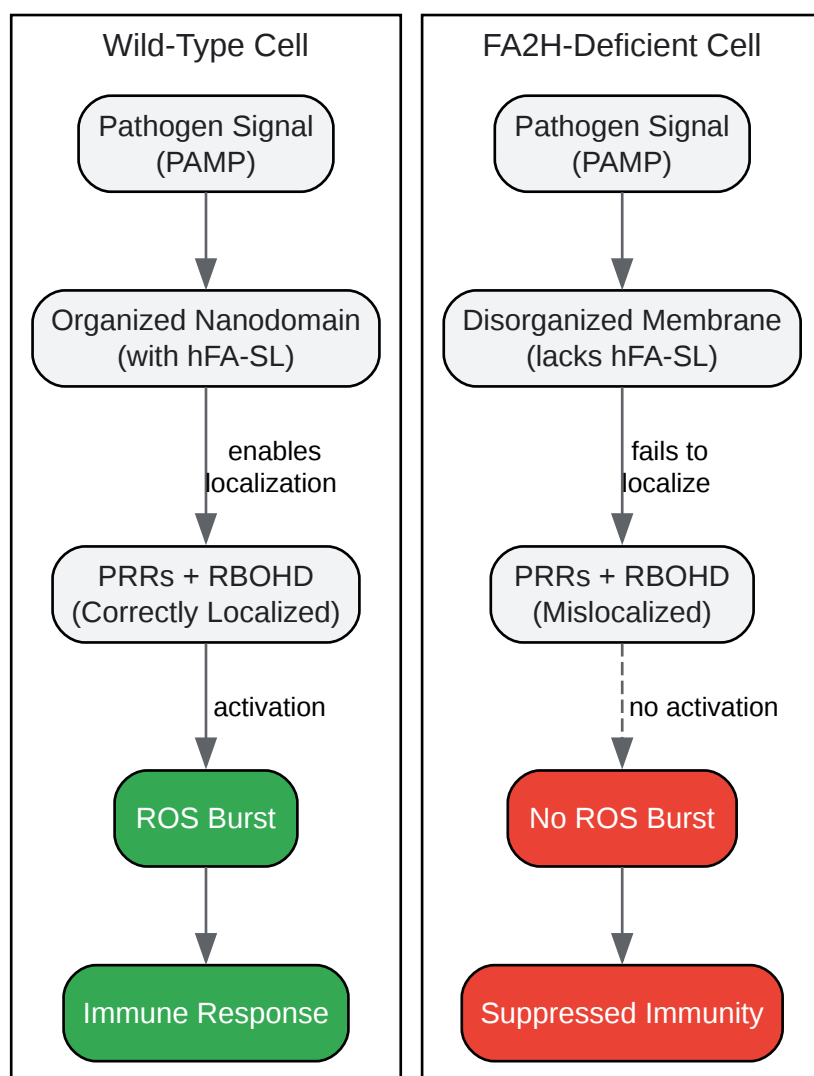 Wild-Type Cell
Pathogen Signal
(PAMP)
Organized Nanodomain
(with hFA-SL)
enables
localization
PRRs + RBOHD
(Correctly Localized)
activation
ROS Burst
Immune Response
FA2H-Deficient Cell
Pathogen Signal
(PAMP)
Disorganized Membrane
(lacks hFA-SL)
fails to
localize
PRRs + RBOHD
(Mislocalized)
no activation
No ROS Burst
Suppressed Immunity